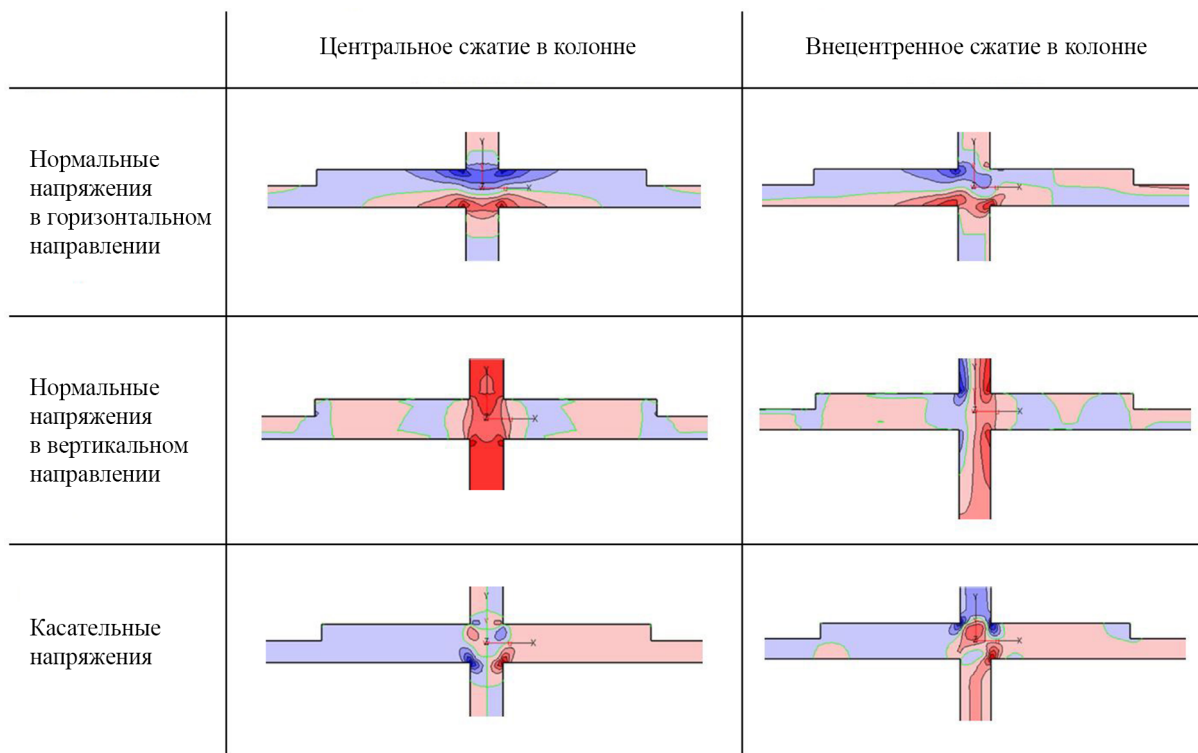 Центральное сжатие в колонне
Внецентренное сжатие в колонне
Нормальные
напряжения
в горизонтальном
направлении
Y
X
Z
Y
X
Z
Нормальные
напряжения
в вертикальном
направлении
Y
X
Z
Y
X
Z
Касательные
напряжения
Y
X
Z
Y
X
Z